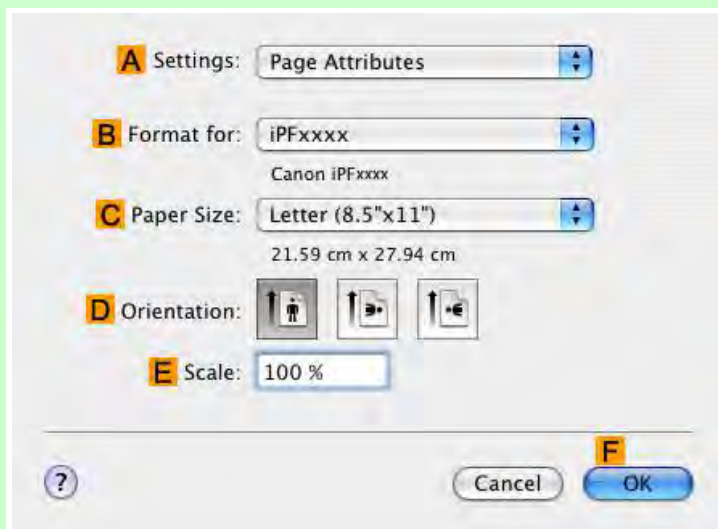 A Settings: Page Attributes
B Format for: iPFxxxx
Canon iPFxxxx
C Paper Size: Letter (8.5"x11")
21.59 cm x 27.94 cm
D Orientation:
E Scale: 100 %
F
? Cancel OK